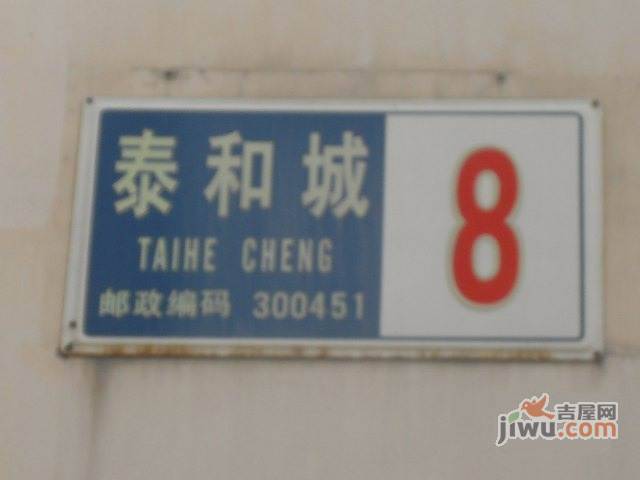 泰和城
TAIHE CHENG
邮政编码 300451
8
吉屋网
jiwu.com